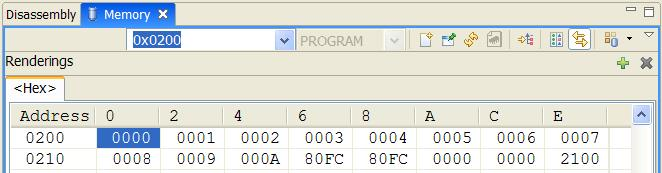 Disassembly Memory
0x0200 PROGRAM
Renderings
<Hex>
Address 0 2 4 6 8 A C E
0200 0000 0001 0002 0003 0004 0005 0006 0007
0210 0008 0009 000A 80FC 80FC 0000 0000 2100